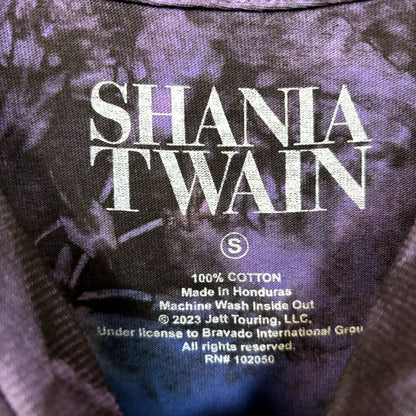 SHANIA
TWAIN
S
100% COTTON
Made in Honduras
Machine Wash Inside Out
© 2023 Jett Touring, LLC.
Under license to Bravado International Grou
All rights reserved.
RN# 102050